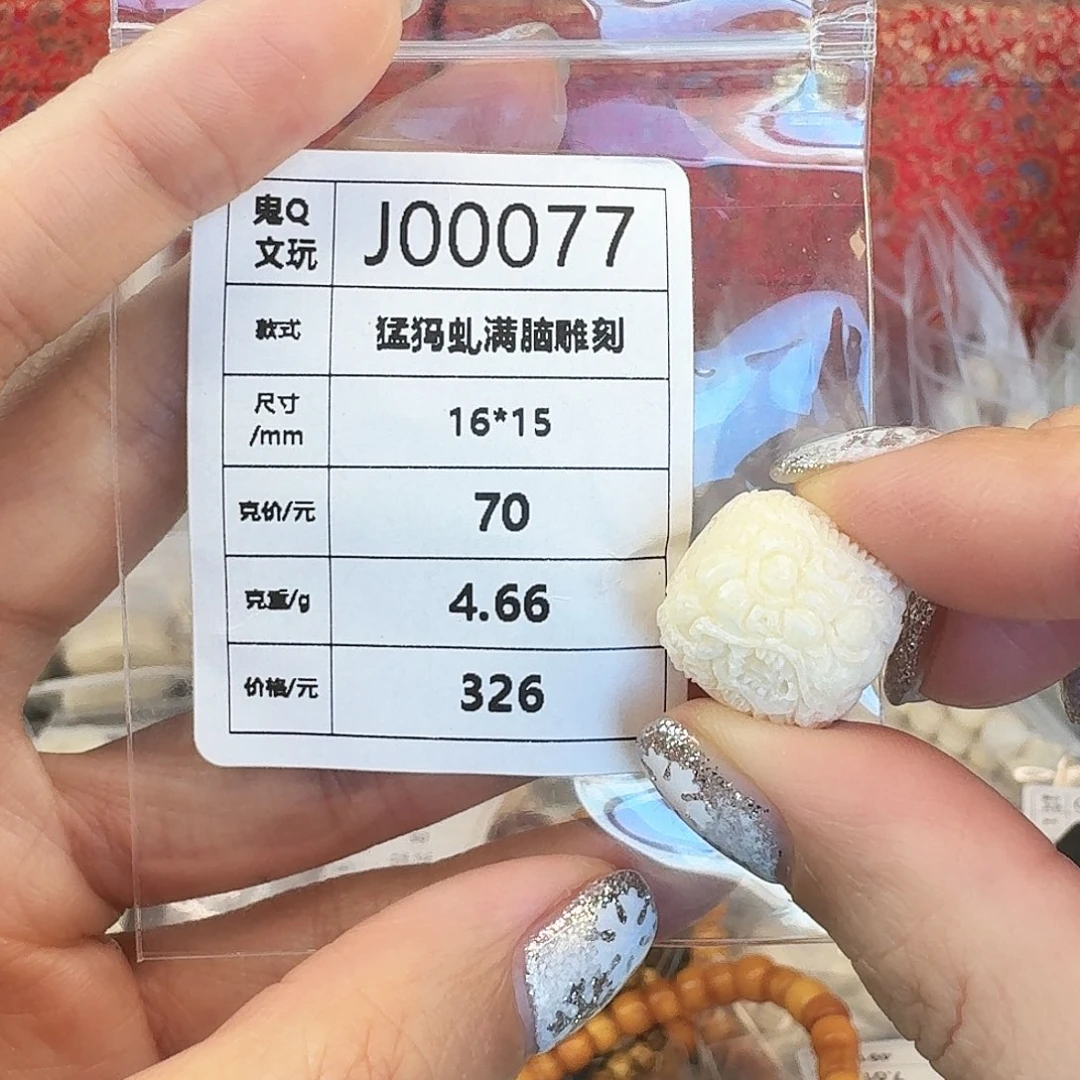 鬼Q
文玩
J00077
款式
猛犸虬满脑雕刻
尺寸
/mm
16*15
克价/元
70
克重/g
4.66
价格/元
326